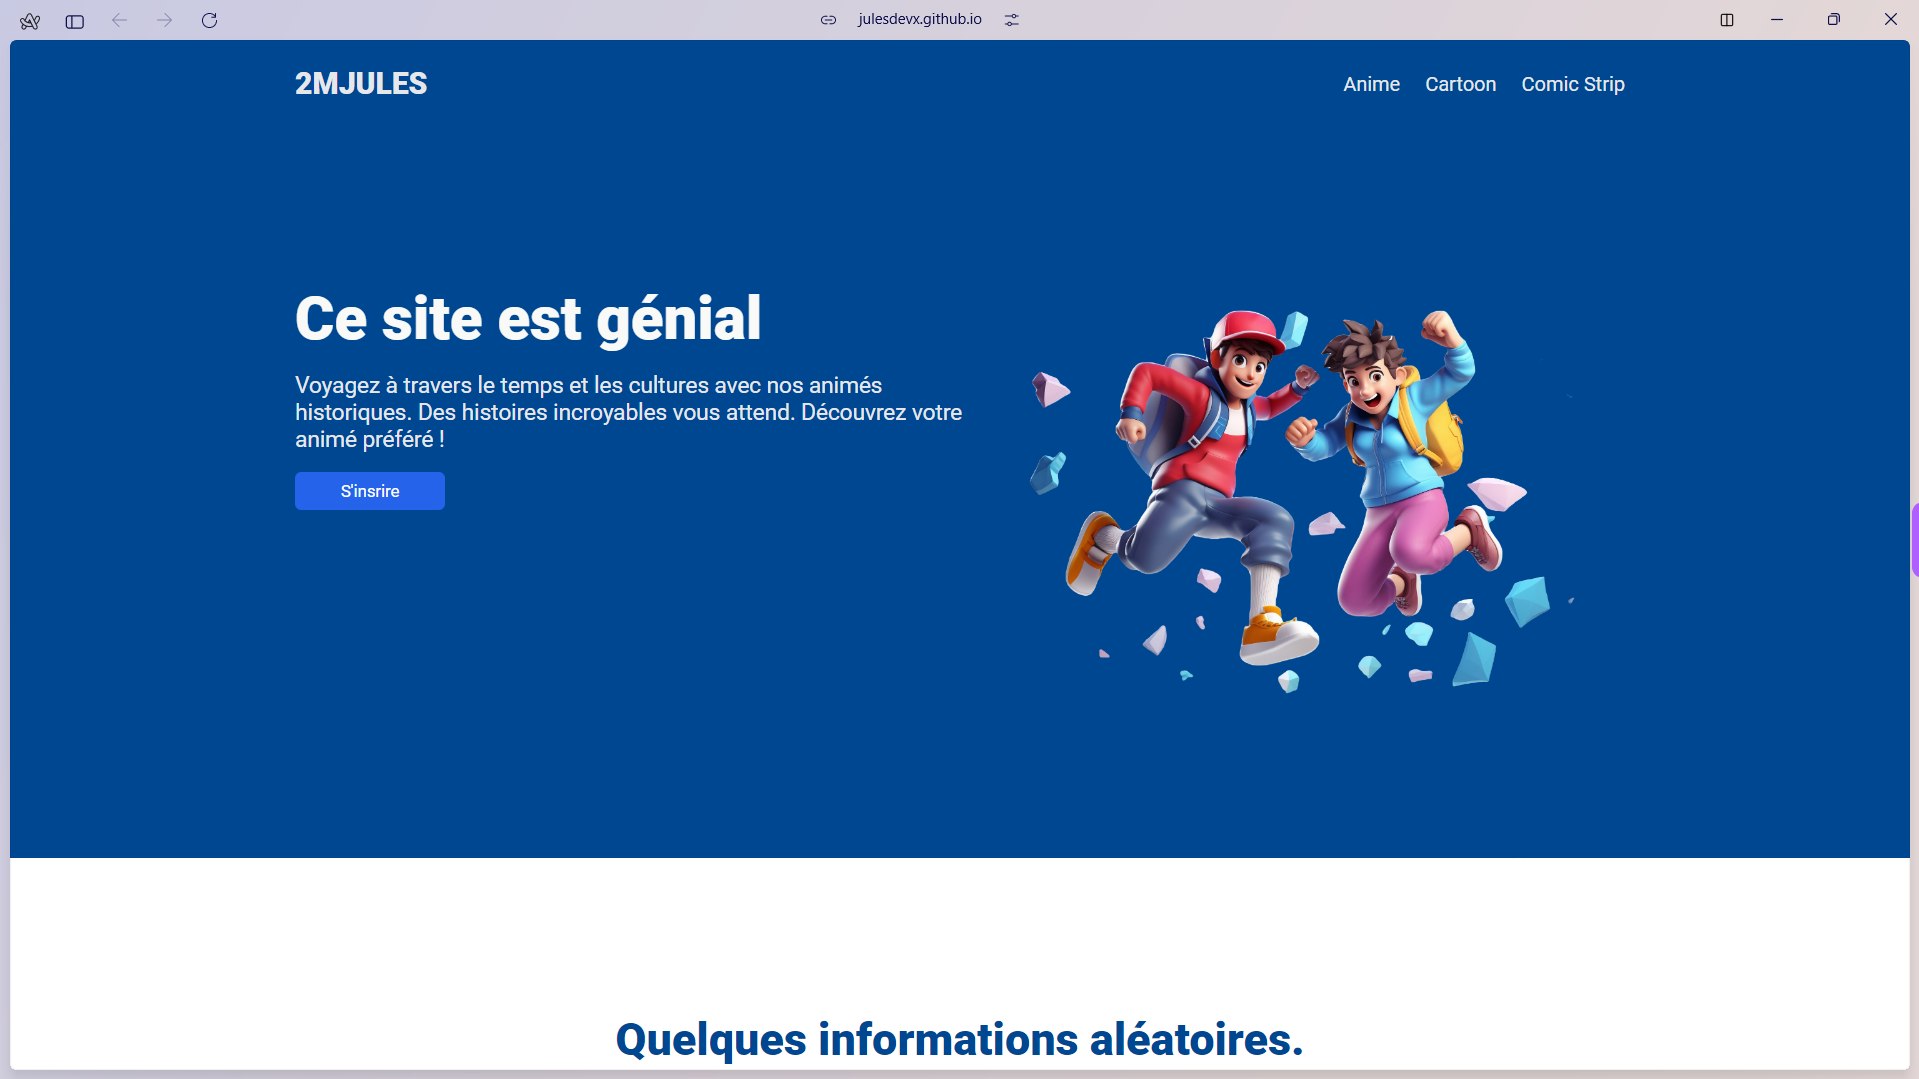 julesdevx.github.io
2MJULES
Anime Cartoon Comic Strip
Ce site est génial
Voyagez à travers le temps et les cultures avec nos animés
historiques. Des histoires incroyables vous attend. Découvrez votre
animé préféré !
S'insrire
Quelques informations aléatoires.